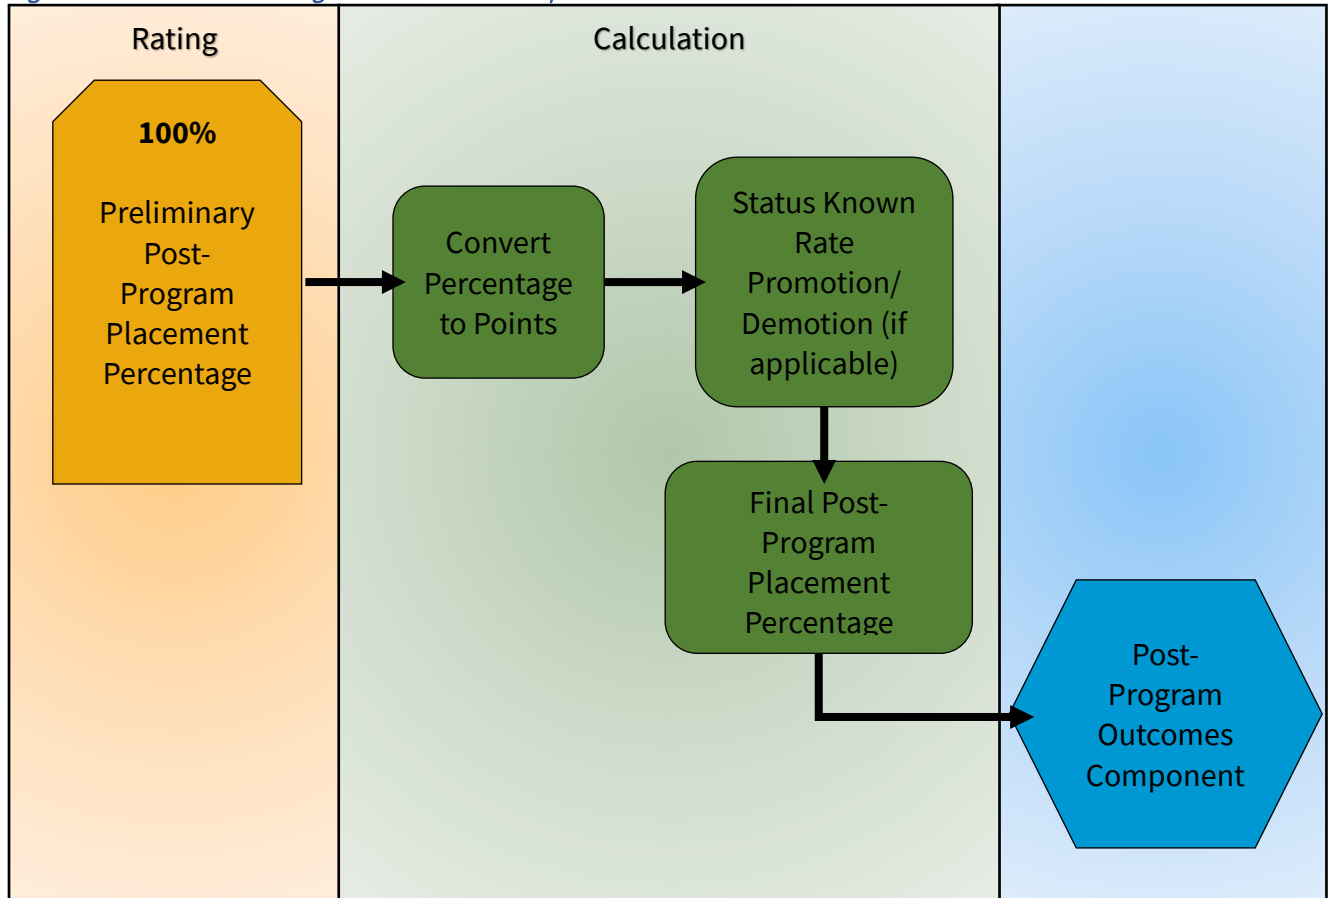 Rating
Calculation
100%
Preliminary
Post-
Program
Placement
Percentage
Convert
Percentage
to Points
Status Known
Rate
Promotion/
Demotion (if
applicable)
Final Post-
Program
Placement
Percentage
Post-
Program
Outcomes
Component